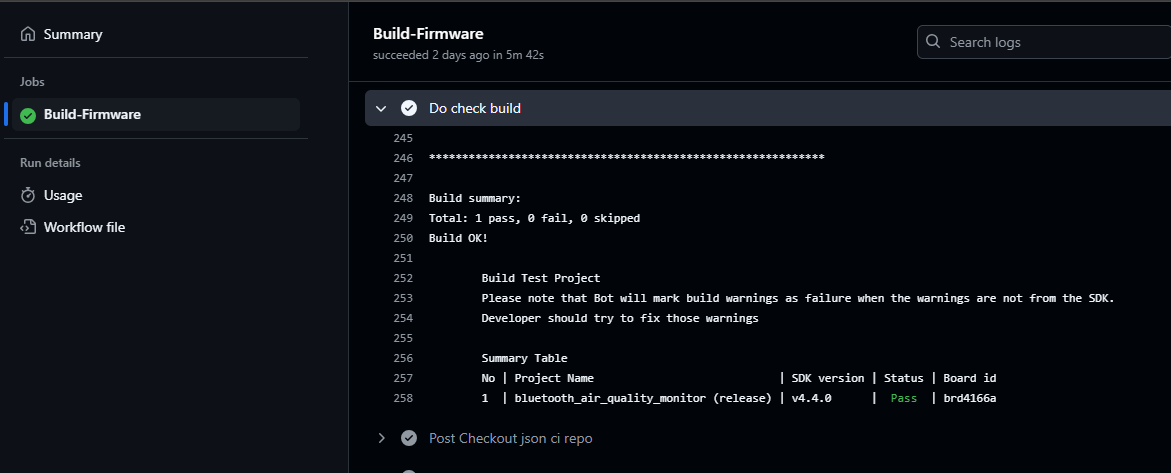 Summary
Jobs
Build-Firmware
Run details
Usage
Workflow file
Build-Firmware
succeeded 2 days ago in 5m 42s
Search logs
Do check build
245
246 ************************************************************
247
248 Build summary:
249 Total: 1 pass, 0 fail, 0 skipped
250 Build OK!
251
252 Build Test Project
253 Please note that Bot will mark build warnings as failure when the warnings are not from the SDK.
254 Developer should try to fix those warnings
255
256 Summary Table
257 No | Project Name | SDK version | Status | Board id
258 1 | bluetooth_air_quality_monitor (release) | v4.4.0 | Pass | brd4166a
Post Checkout json ci repo